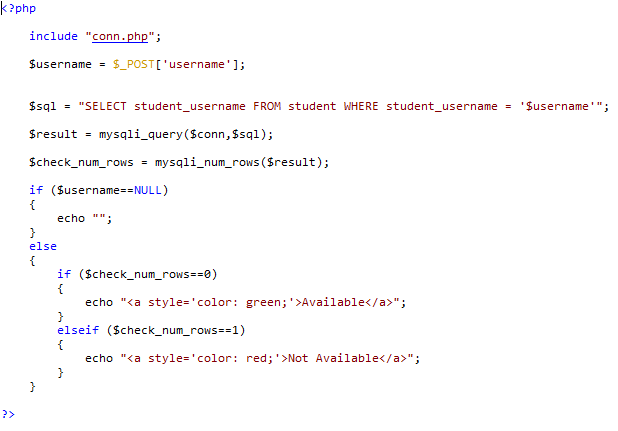 <?php
include "conn.php";
$username = $_POST['username'];
$sql = "SELECT student_username FROM student WHERE student_username = '$username'";
$result = mysqli_query($conn,$sql);
$check_num_rows = mysqli_num_rows($result);
if ($username==NULL)
{
echo "";
}
else
{
if ($check_num_rows==0)
{
echo "<a style='color: green;'>Available</a>";
}
elseif ($check_num_rows==1)
{
echo "<a style='color: red;'>Not Available</a>";
}
}
?>